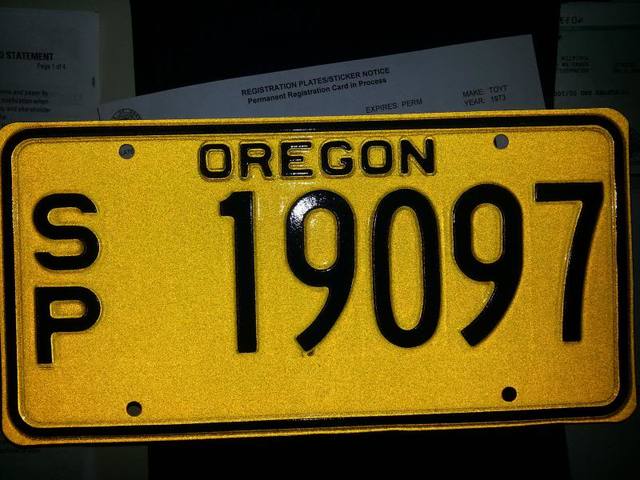 STATEMENT
Page 1 of 4
REGISTRATION PLATES/STICKER NOTICE
Permanent Registration Card in Process
EXPIRES: PERM
MAKE: TOYT
YEAR: 1973
OREGON
SP
19097